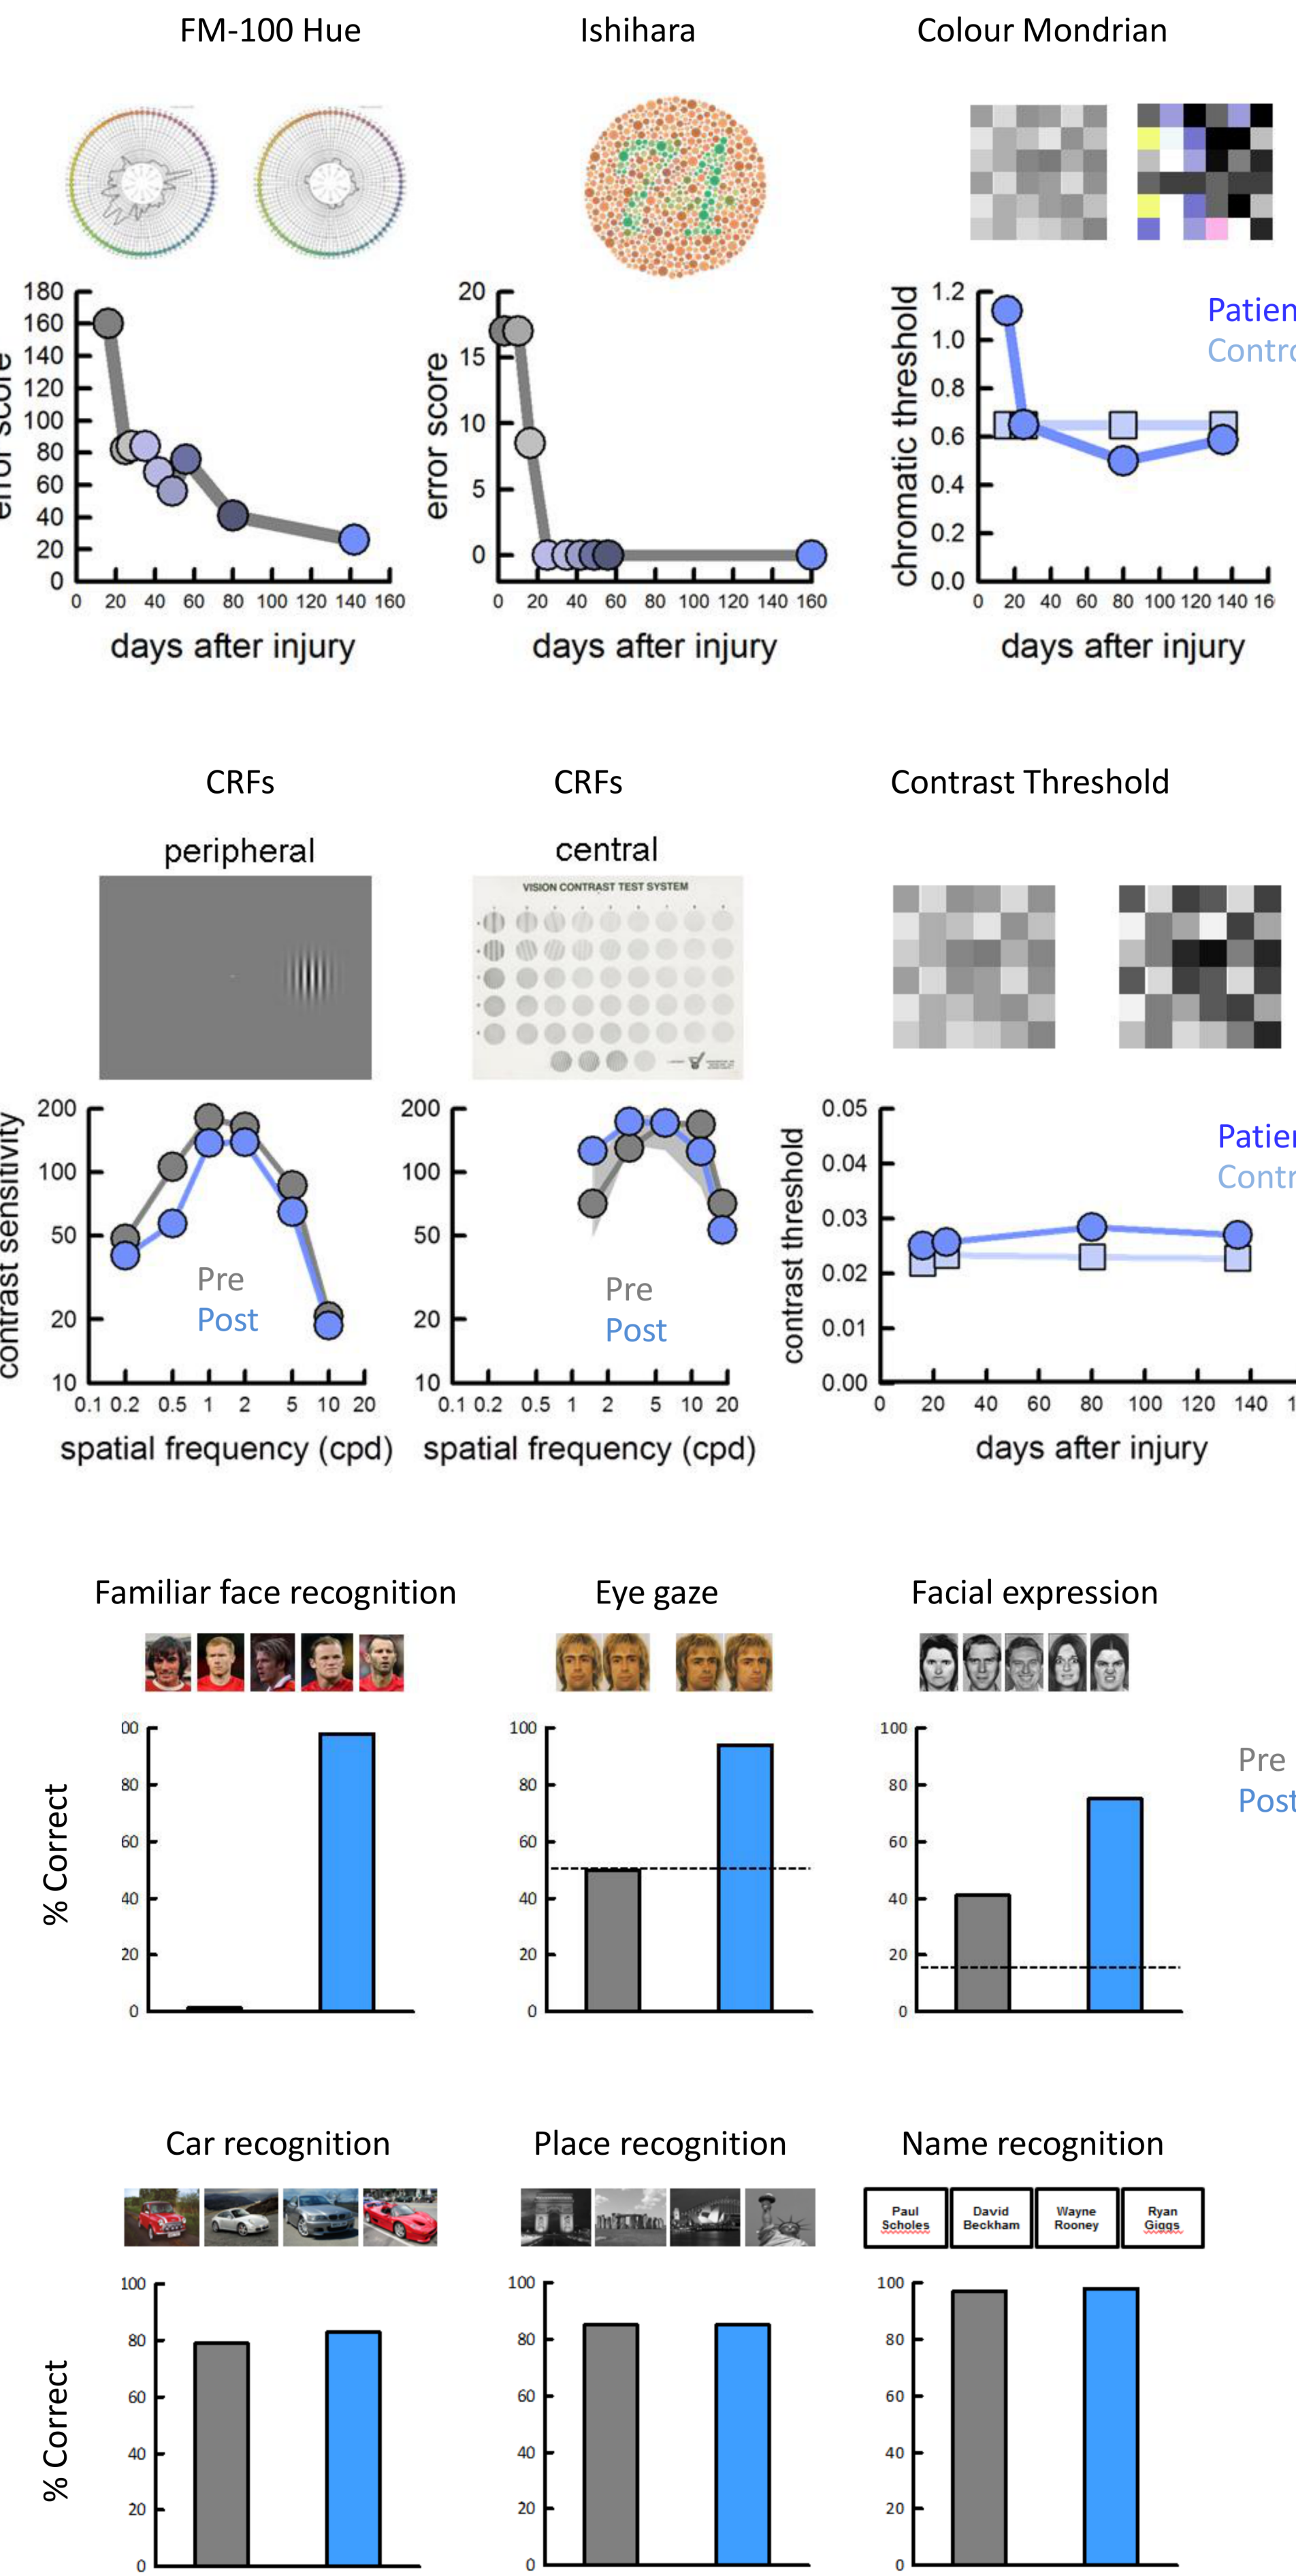 FM-100 Hue
Ishihara
Colour Mondrian
180
160
140
120
100
80
60
40
20
0
error score
0 20 40 60 80 100 120 140 160
days after injury
20
15
10
5
0
error score
0 20 40 60 80 100 120 140 160
days after injury
1.2
1.0
0.8
0.6
0.4
0.2
0.0
chromatic threshold
Patien
Contro
0 20 40 60 80 100 120 140 16
days after injury
CRFs
CRFs
Contrast Threshold
peripheral
central
VISION CONTRAST TEST SYSTEM
200
100
50
20
10
contrast sensitivity
Pre
Post
0.1 0.2 0.5 1 2 5 10 20
spatial frequency (cpd)
200
100
50
20
10
Pre
Post
0.1 0.2 0.5 1 2 5 10 20
spatial frequency (cpd)
0.05
0.04
0.03
0.02
0.01
0.00
contrast threshold
Patien
Contr
0 20 40 60 80 100 120 140 1
days after injury
Familiar face recognition
Eye gaze
Facial expression
% Correct
00
80
60
40
20
0
100
80
60
40
20
0
100
80
60
40
20
0
Pre
Post
Car recognition
Place recognition
Name recognition
Paul Scholes
David Beckham
Wayne Rooney
Ryan Giggs
% Correct
100
80
60
40
20
0
100
80
60
40
20
0
100
80
60
40
20
0